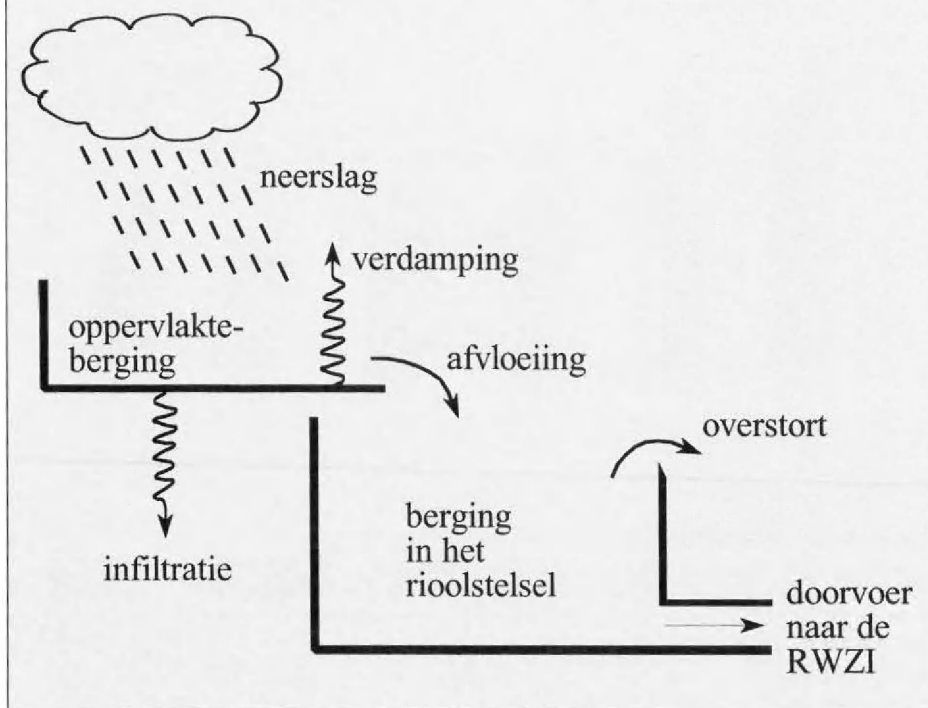 neerslag
verdamping
oppervlakte-
berging
afvloeiing
overstort
infiltratie
berging
in het
rioolstelsel
doorvoer
naar de
RWZI